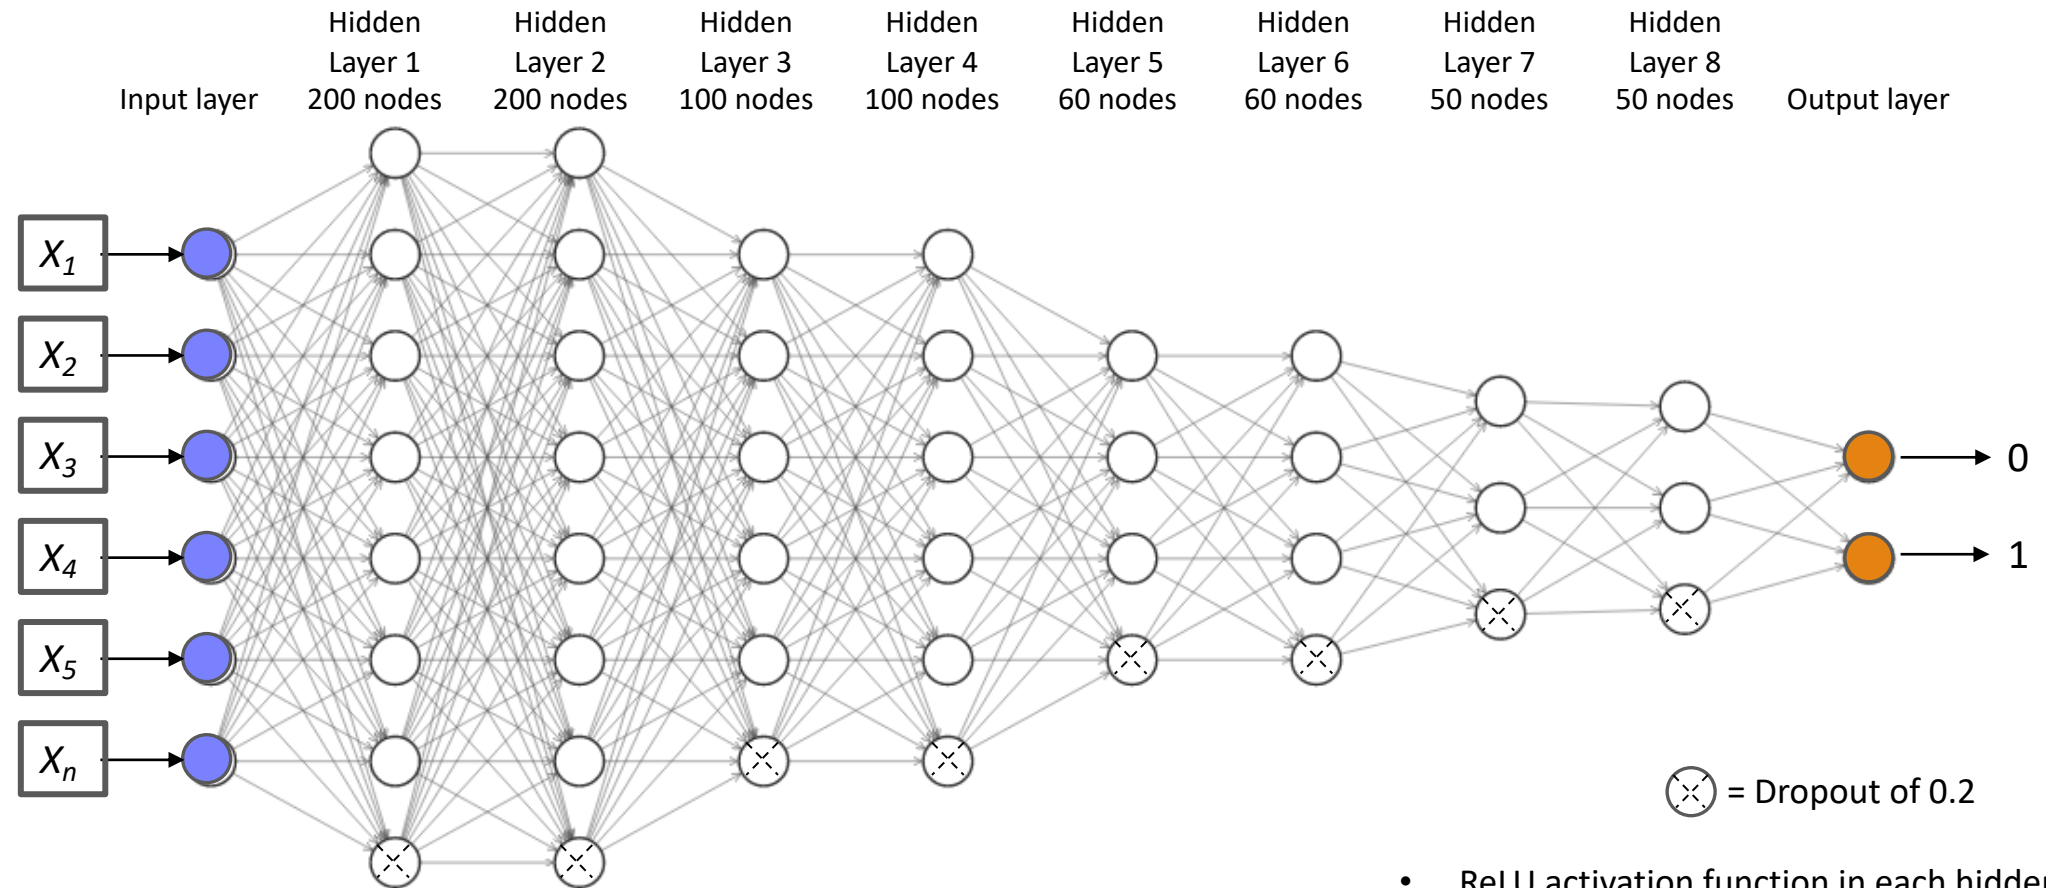 Input layer
Hidden
Layer 1
200 nodes
Hidden
Layer 2
200 nodes
Hidden
Layer 3
100 nodes
Hidden
Layer 4
100 nodes
Hidden
Layer 5
60 nodes
Hidden
Layer 6
60 nodes
Hidden
Layer 7
50 nodes
Hidden
Layer 8
50 nodes
Output layer
X1
X2
X3
X4
X5
Xn
0
1
= Dropout of 0.2
• ReLU activation function in each hidden